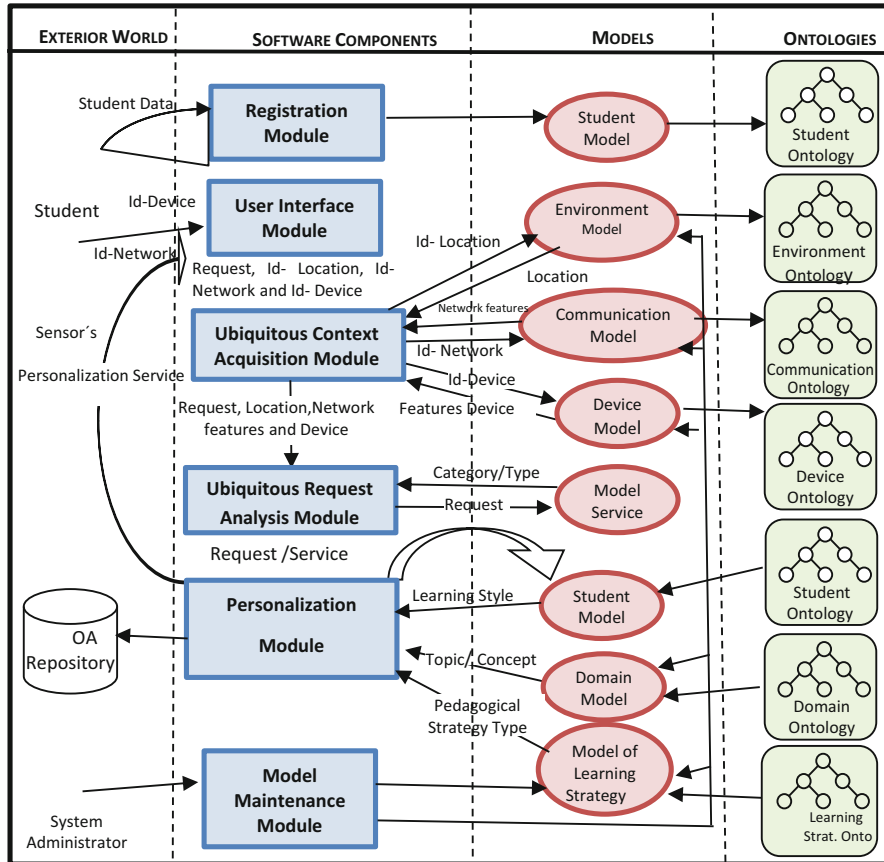 EXTERIOR WORLD
SOFTWARE COMPONENTS
MODELS
ONTOLOGIES
Student Data
Registration
Module
Student
Model
Student
Ontology
Student
Id-Device
Id-Network
User Interface
Module
Request, Id- Location, Id-
Network and Id- Device
Id- Location
Environment
Model
Location
Environment
Ontology
Sensor´s
Personalization Service
Ubiquitous Context
Acquisition Module
Network features
Id- Network
Communication
Model
Communication
Ontology
Id-Device
Features Device
Device
Model
Device
Ontology
Request, Location,Network
features and Device
Ubiquitous Request
Analysis Module
Category/Type
Request
Model
Service
Request /Service
Personalization
Module
Learning Style
Student
Model
Student
Ontology
OA
Repository
Topic/ Concept
Domain
Model
Domain
Ontology
Pedagogical
Strategy Type
Model of
Learning
Strategy
Learning
Strat. Onto
Model
Maintenance
Module
System
Administrator